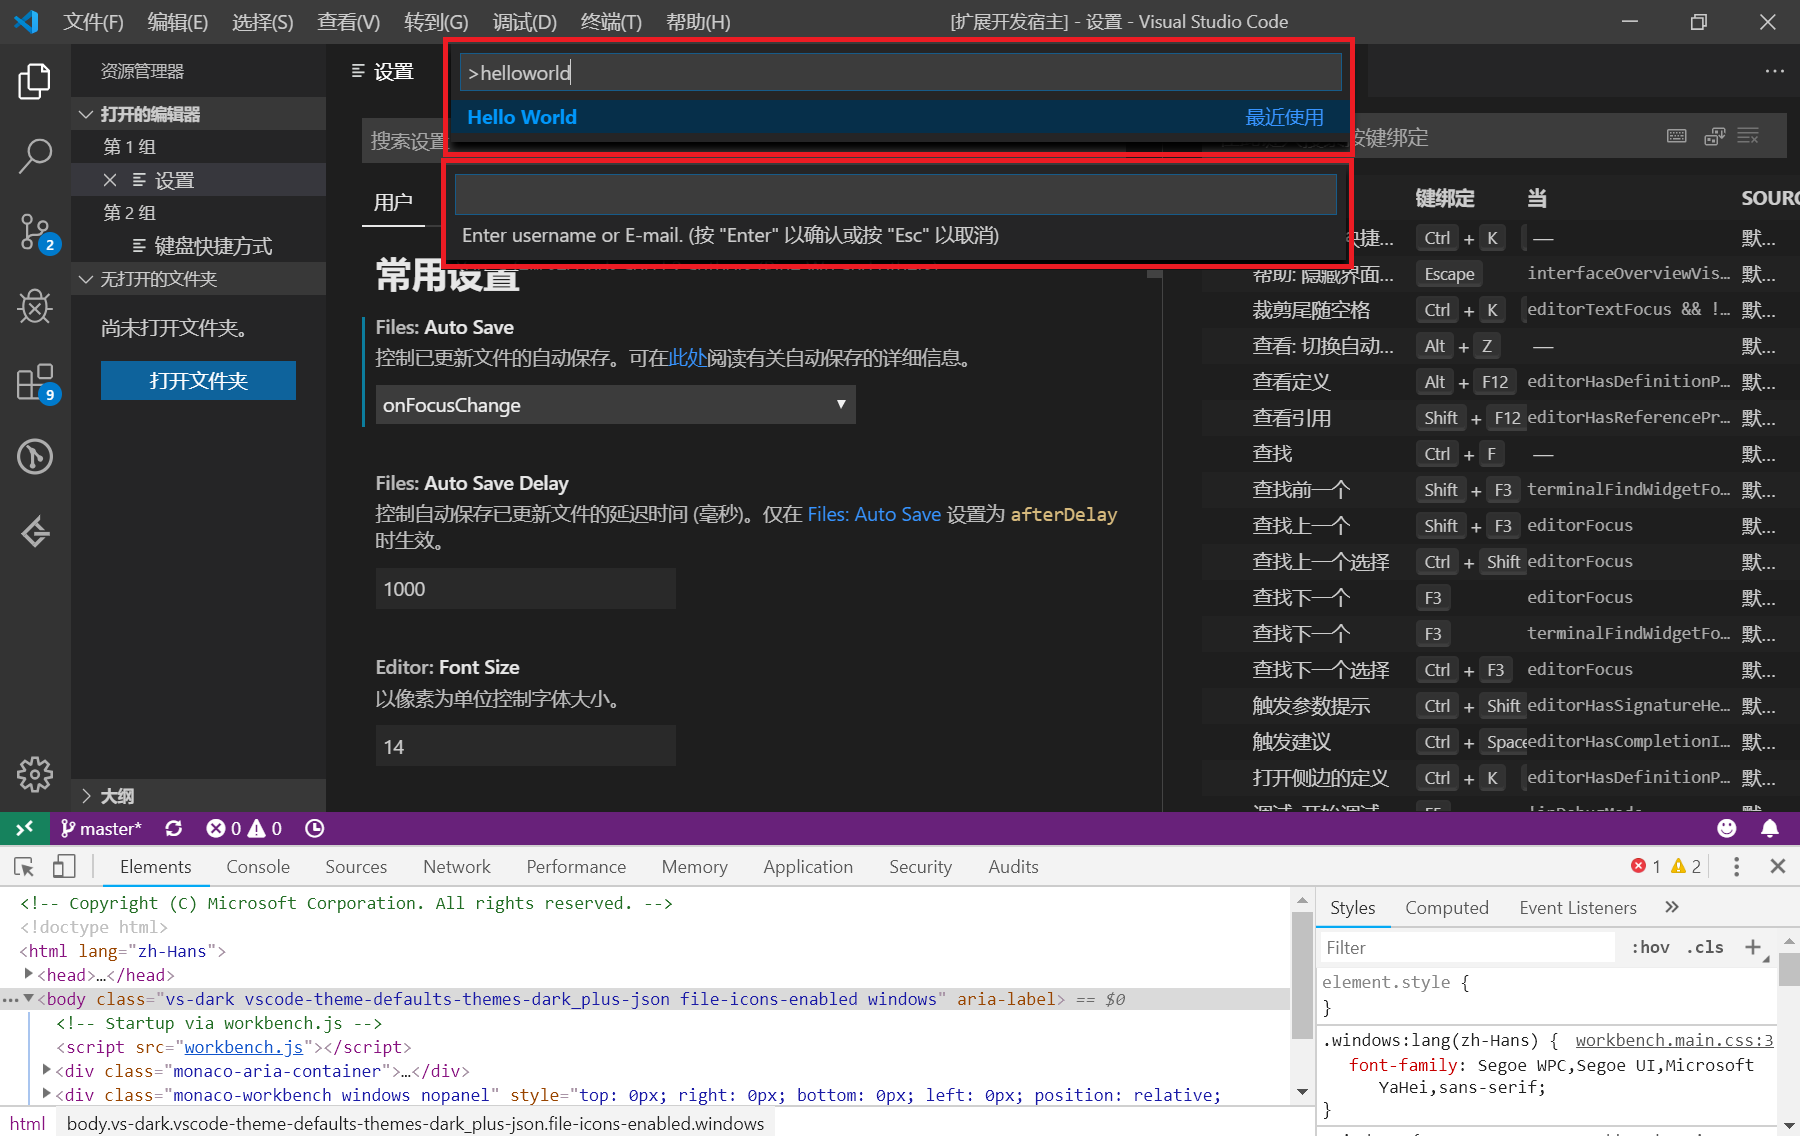 文件(F) 编辑(E) 选择(S) 查看(V) 转到(G) 调试(D) 终端(T) 帮助(H) [扩展开发宿主] - 设置 - Visual Studio Code
资源管理器
打开的编辑器
第 1 组
设置
第 2 组
键盘快捷方式
无打开的文件夹
尚未打开文件夹。
打开文件夹
大纲
2
9
设置
>helloworld
Hello World 最近使用
搜索设置
按键绑定
Enter username or E-mail. (按 "Enter" 以确认或按 "Esc" 以取消)
用户
常用设置
Files: Auto Save
控制已更新文件的自动保存。可在此处阅读有关自动保存的详细信息。
onFocusChange
Files: Auto Save Delay
控制自动保存已更新文件的延迟时间 (毫秒)。仅在 Files: Auto Save 设置为 afterDelay
时生效。
1000
Editor: Font Size
以像素为单位控制字体大小。
14
键绑定 当 SOURC
捷... Ctrl + K — 默...
帮助: 隐藏界面... Escape interfaceOverviewVis... 默...
裁剪尾随空格 Ctrl + K editorTextFocus && !... 默...
查看: 切换自动... Alt + Z — 默...
查看定义 Alt + F12 editorHasDefinitionP... 默...
查看引用 Shift + F12 editorHasReferencePr... 默...
查找 Ctrl + F — 默...
查找前一个 Shift + F3 terminalFindWidgetFo... 默...
查找上一个 Shift + F3 editorFocus 默...
查找上一个选择 Ctrl + Shift editorFocus 默...
查找下一个 F3 editorFocus 默...
查找下一个 F3 terminalFindWidgetFo... 默...
查找下一个选择 Ctrl + F3 editorFocus 默...
触发参数提示 Ctrl + Shift editorHasSignatureHe... 默...
触发建议 Ctrl + Space editorHasCompletionI... 默...
打开侧边的定义 Ctrl + K editorHasDefinitionP... 默...
master* 0 0
Elements Console Sources Network Performance Memory Application Security Audits 1 2
<!-- Copyright (C) Microsoft Corporation. All rights reserved. -->
<!doctype html>
<html lang="zh-Hans">
<head>…</head>
<body class="vs-dark vscode-theme-defaults-themes-dark_plus-json file-icons-enabled windows" aria-label> == $0
<!-- Startup via workbench.js -->
<script src="workbench.js"></script>
<div class="monaco-aria-container">…</div>
<div class="monaco-workbench windows nopanel" style="top: 0px; right: 0px; bottom: 0px; left: 0px; position: relative;
html body.vs-dark.vscode-theme-defaults-themes-dark_plus-json.file-icons-enabled.windows
Styles Computed Event Listeners »
Filter :hov .cls +
element.style {
}
.windows:lang(zh-Hans) { workbench.main.css:3
font-family: Segoe WPC,Segoe UI,Microsoft
YaHei,sans-serif;
}